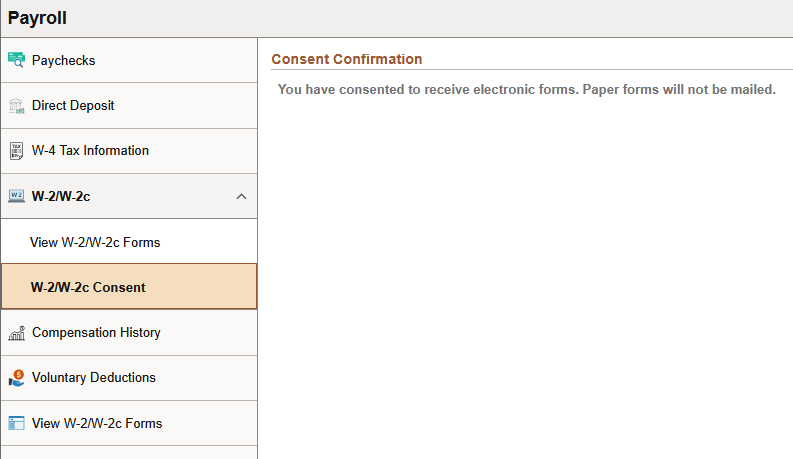 Payroll
Paychecks
Direct Deposit
W-4 Tax Information
W-2/W-2c
View W-2/W-2c Forms
W-2/W-2c Consent
Compensation History
Voluntary Deductions
View W-2/W-2c Forms
Consent Confirmation
You have consented to receive electronic forms. Paper forms will not be mailed.